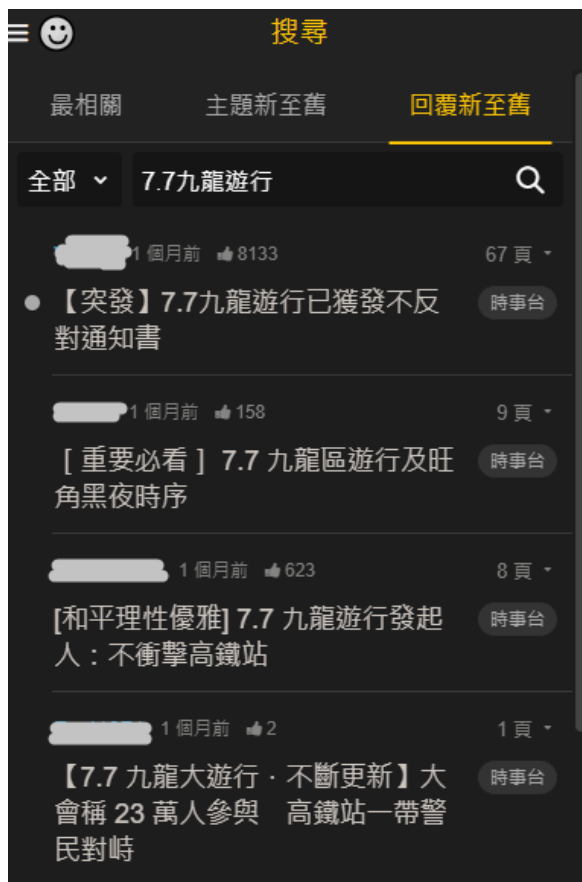 搜尋
最相關 主題新至舊 回覆新至舊
全部 7.7九龍遊行
1 個月前 8133 67 頁
【突發】7.7九龍遊行已獲發不反 時事台
對通知書
1 個月前 158 9 頁
［重要必看］ 7.7 九龍區遊行及旺 時事台
角黑夜時序
1 個月前 623 8 頁
[和平理性優雅] 7.7 九龍遊行發起 時事台
人：不衝擊高鐵站
1 個月前 2 1 頁
【7.7 九龍大遊行 · 不斷更新】大 時事台
會稱 23 萬人參與　高鐵站一帶警
民對峙